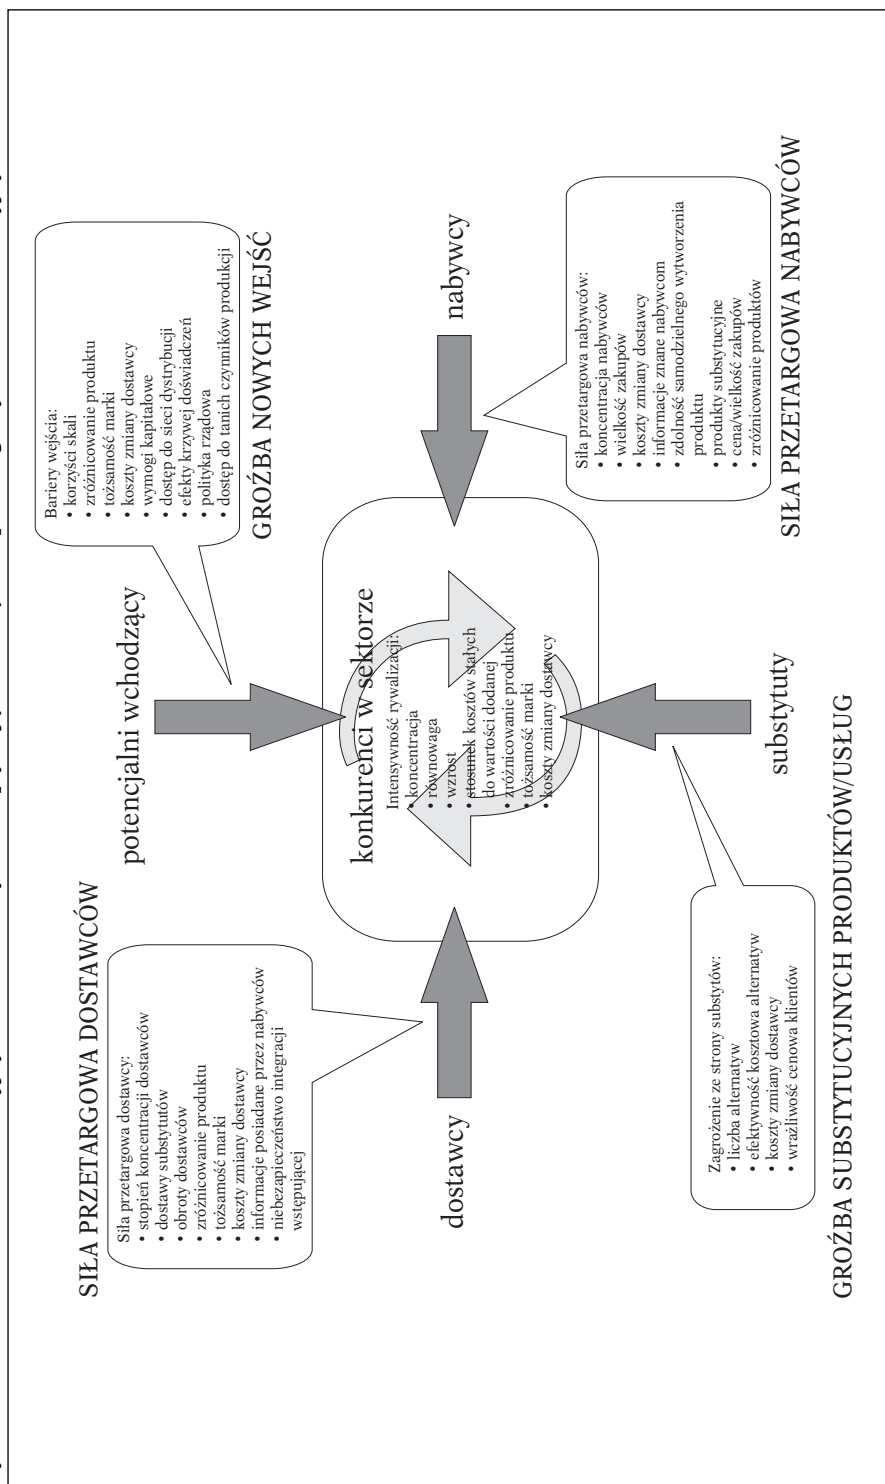 SIŁA PRZETARGOWA DOSTAWCÓW
Siła przetargowa dostawcy:
• stopień koncentracji dostawców
• dostawy substytutów
• obroty dostawców
• zróżnicowanie produktu
• tożsamość marki
• koszty zmiany dostawcy
• informacje posiadane przez nabywców
• niebezpieczeństwo integracji
wstępującej
potencjalni wchodzący
Bariery wejścia:
• korzyści skali
• zróżnicowanie produktu
• tożsamość marki
• koszty zmiany dostawcy
• wymogi kapitałowe
• dostęp do sieci dystrybucji
• efekty krzywej doświadczeń
• polityka rządowa
• dostęp do tanich czynników produkcji
GROŹBA NOWYCH WEJŚĆ
dostawcy
konkurenci w sektorze
Intensywność rywalizacji:
• koncentracja
• równowaga
• wzrost
• stosunek kosztów stałych
do wartości dodanej
• zróżnicowanie produktu
• tożsamość marki
• koszty zmiany dostawcy
nabywcy
Zagrożenie ze strony substytów:
• liczba alternatyw
• efektywność kosztowa alternatyw
• koszty zmiany dostawcy
• wrażliwość cenowa klientów
substytuty
GROŹBA SUBSTYTUCYJNYCH PRODUKTÓW/USŁUG
Siła przetargowa nabywców:
• koncentracja nabywców
• wielkość zakupów
• koszty zmiany dostawcy
• informacje znane nabywcom
• zdolność samodzielnego wytworzenia
produktu
• produkty substytucyjne
• cena/wielkość zakupów
• zróżnicowanie produktów
SIŁA PRZETARGOWA NABYWCÓW